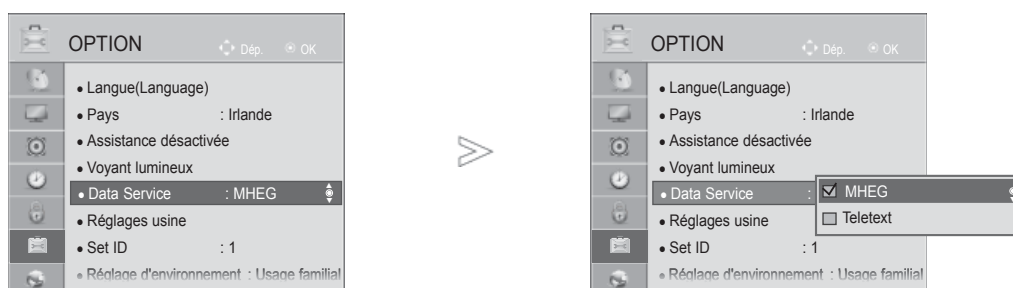 OPTION
Dép. OK
• Langue(Language)
• Pays : Irlande
• Assistance désactivée
• Voyant lumineux
• Data Service : MHEG
• Réglages usine
• Set ID : 1
• Réglage d'environnement : Usage familial
OPTION
Dép. OK
• Langue(Language)
• Pays : Irlande
• Assistance désactivée
• Voyant lumineux
• Data Service :
MHEG
Teletext
• Réglages usine
• Set ID : 1
• Réglage d'environnement : Usage familial